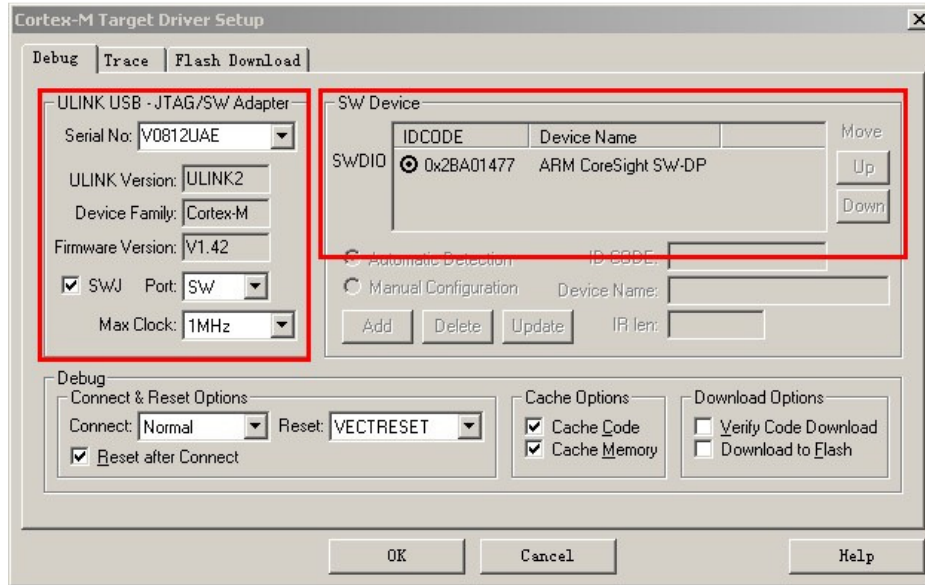 Cortex-M Target Driver Setup
Debug Trace Flash Download
ULINK USB - JTAG/SW Adapter
Serial No: V0812UAE
ULINK Version: ULINK2
Device Family: Cortex-M
Firmware Version: V1.42
SWJ Port: SW
Max Clock: 1MHz
SW Device
IDCODE Device Name
SWDIO 0x2BA01477 ARM CoreSight SW-DP
Move
Up
Down
Automatic Detection ID CODE:
Manual Configuration Device Name:
Add Delete Update IR len:
Debug
Connect & Reset Options
Connect: Normal Reset: VECTRESET
Reset after Connect
Cache Options
Cache Code
Cache Memory
Download Options
Verify Code Download
Download to Flash
OK Cancel Help